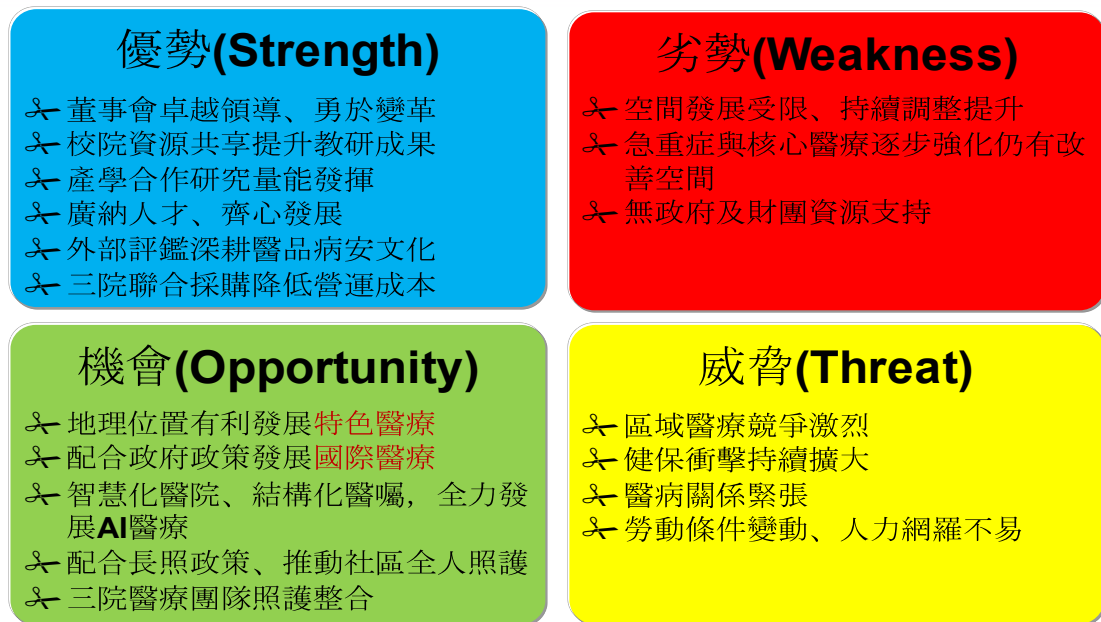 優勢(Strength)
董事會卓越領導、勇於變革
校院資源共享提升教研成果
產學合作研究量能發揮
廣納人才、齊心發展
外部評鑑深耕醫品病安文化
三院聯合採購降低營運成本
劣勢(Weakness)
空間發展受限、持續調整提升
急重症與核心醫療逐步強化仍有改
善空間
無政府及財團資源支持
機會(Opportunity)
地理位置有利發展特色醫療
配合政府政策發展國際醫療
智慧化醫院、結構化醫囑，全力發
展AI醫療
配合長照政策、推動社區全人照護
三院醫療團隊照護整合
威脅(Threat)
區域醫療競爭激烈
健保衝擊持續擴大
醫病關係緊張
勞動條件變動、人力網羅不易